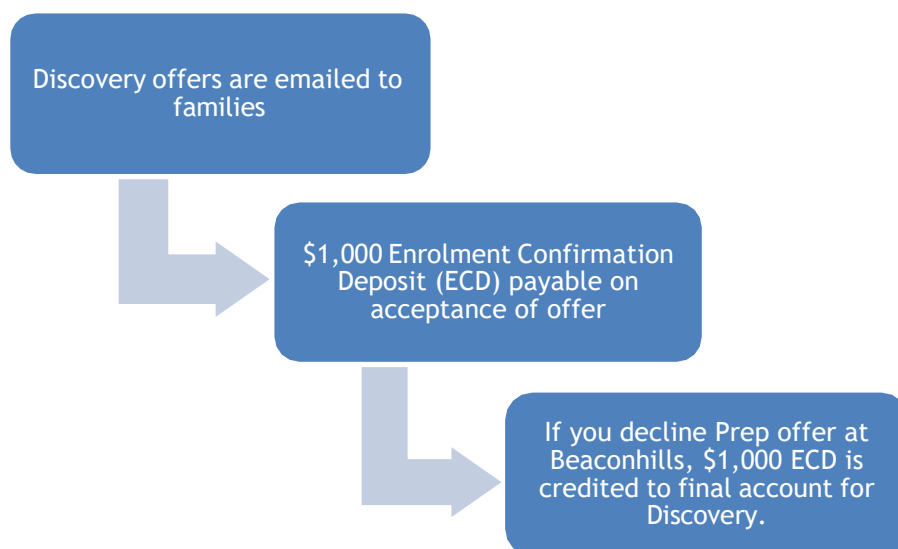 Discovery offers are emailed to
families
$1,000 Enrolment Confirmation
Deposit (ECD) payable on
acceptance of offer
If you decline Prep offer at
Beaconhills, $1,000 ECD is
credited to final account for
Discovery.